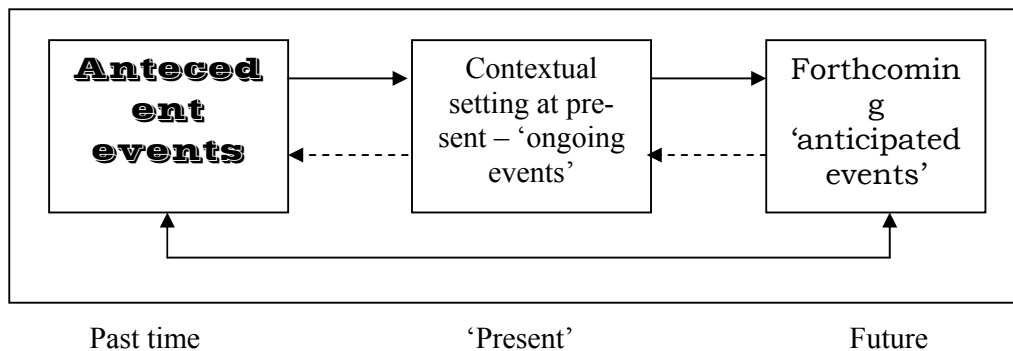 Anteced
ent
events
Contextual
setting at pre-
sent – ‘ongoing
events’
Forthcomin
g
‘anticipated
events’
Past time
‘Present’
Future